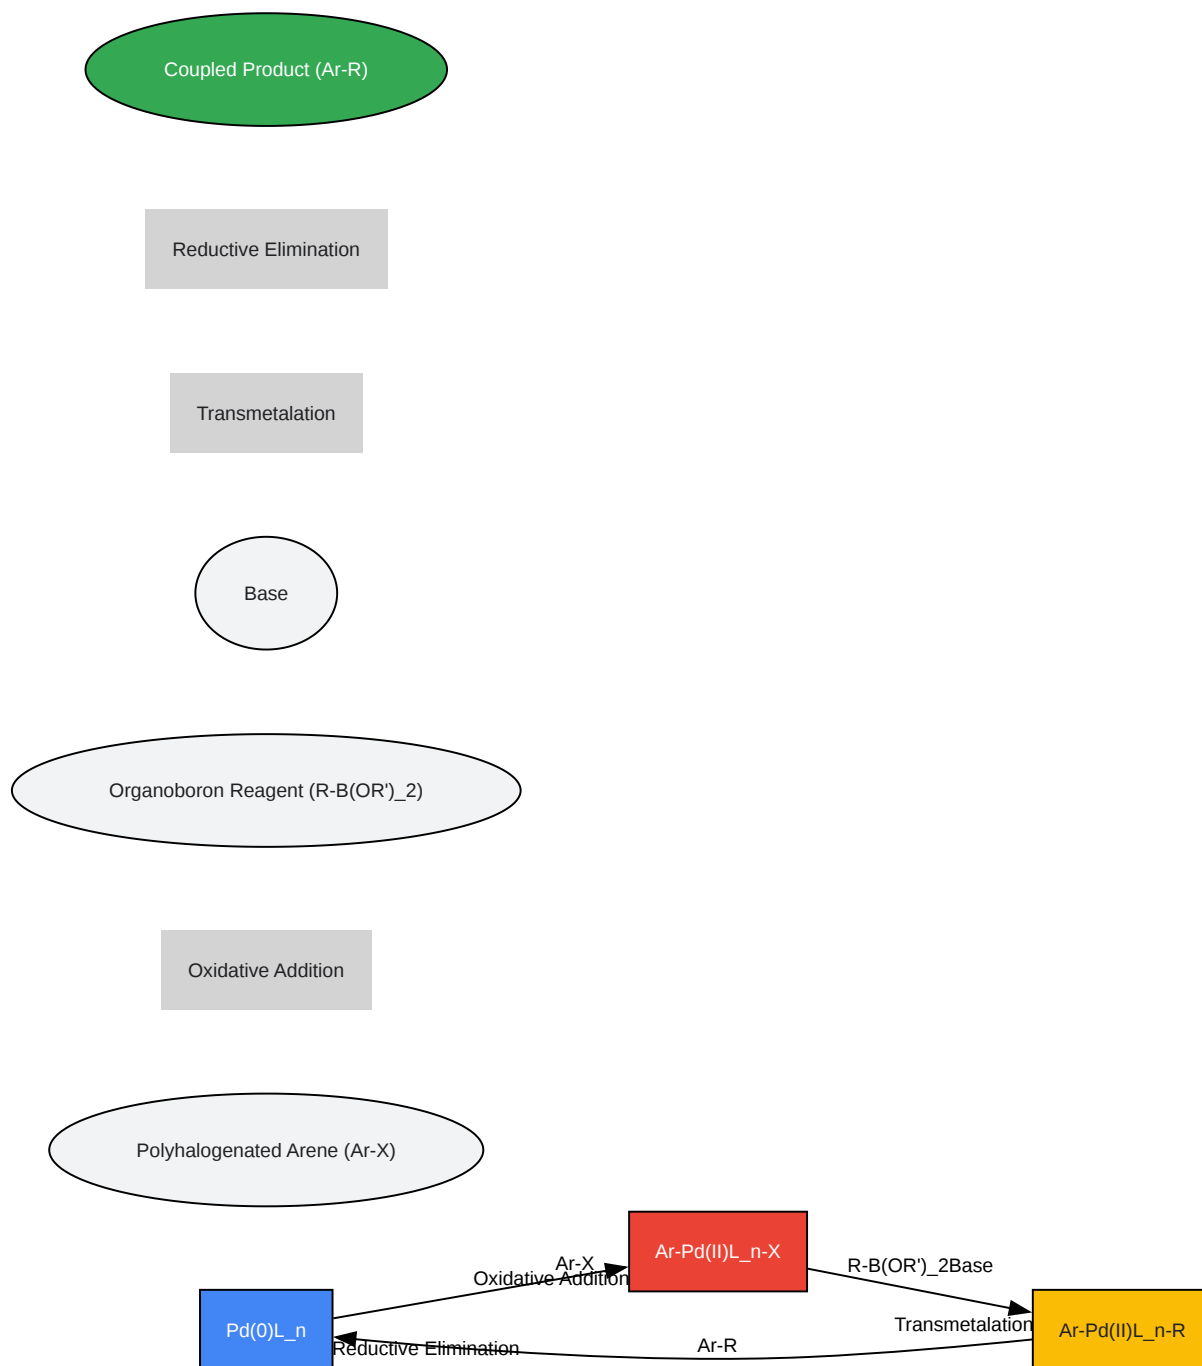 Coupled Product (Ar-R)
Reductive Elimination
Transmetalation
Base
Organoboron Reagent (R-B(OR')_2)
Oxidative Addition
Polyhalogenated Arene (Ar-X)
Ar-Pd(II)L_n-X
Ar-X
Oxidative Addition
R-B(OR')_2Base
Transmetalation
Pd(0)L_n
Reductive Elimination
Ar-R
Ar-Pd(II)L_n-R